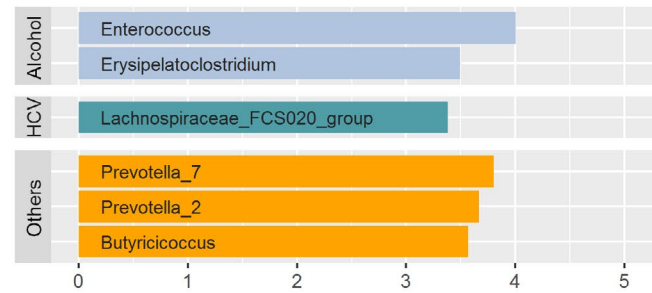 Alcohol
Enterococcus
Erysipelatoclostridium
HCV
Lachnospiraceae_FCS020_group
Others
Prevotella_7
Prevotella_2
Butyricicoccus
0 1 2 3 4 5